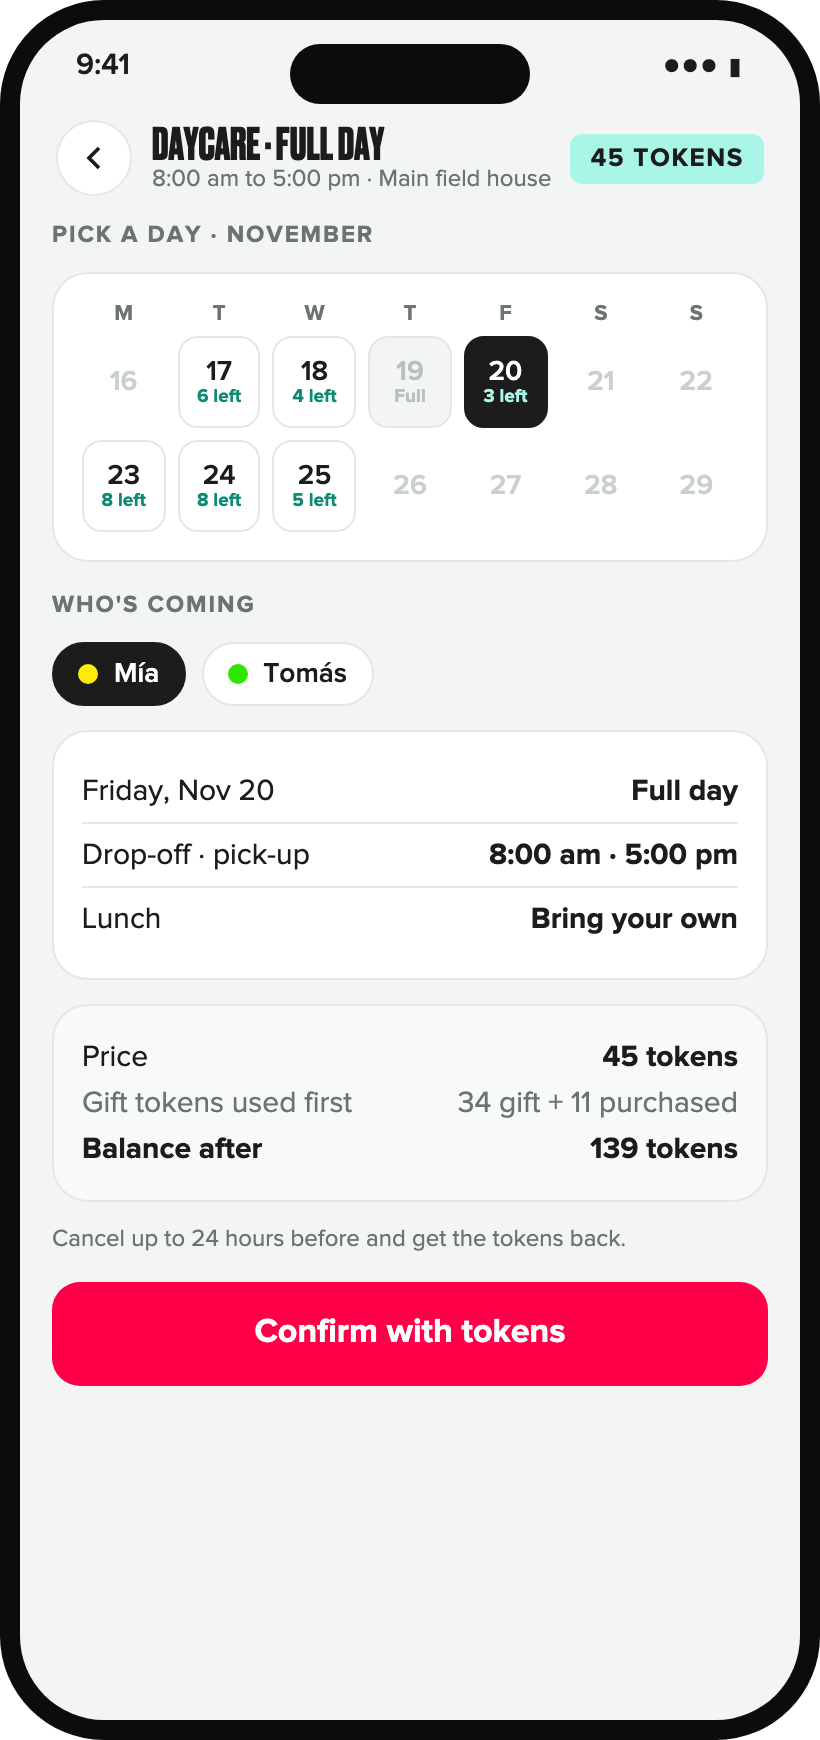 9:41
DAYCARE · FULL DAY
8:00 am to 5:00 pm · Main field house
45 TOKENS
PICK A DAY · NOVEMBER
M T W T F S S
16 17 18 19 20 21 22
6 left 4 left Full 3 left
23 24 25 26 27 28 29
8 left 8 left 5 left
WHO'S COMING
Mía Tomás
Friday, Nov 20 Full day
Drop-off · pick-up 8:00 am · 5:00 pm
Lunch Bring your own
Price 45 tokens
Gift tokens used first 34 gift + 11 purchased
Balance after 139 tokens
Cancel up to 24 hours before and get the tokens back.
Confirm with tokens